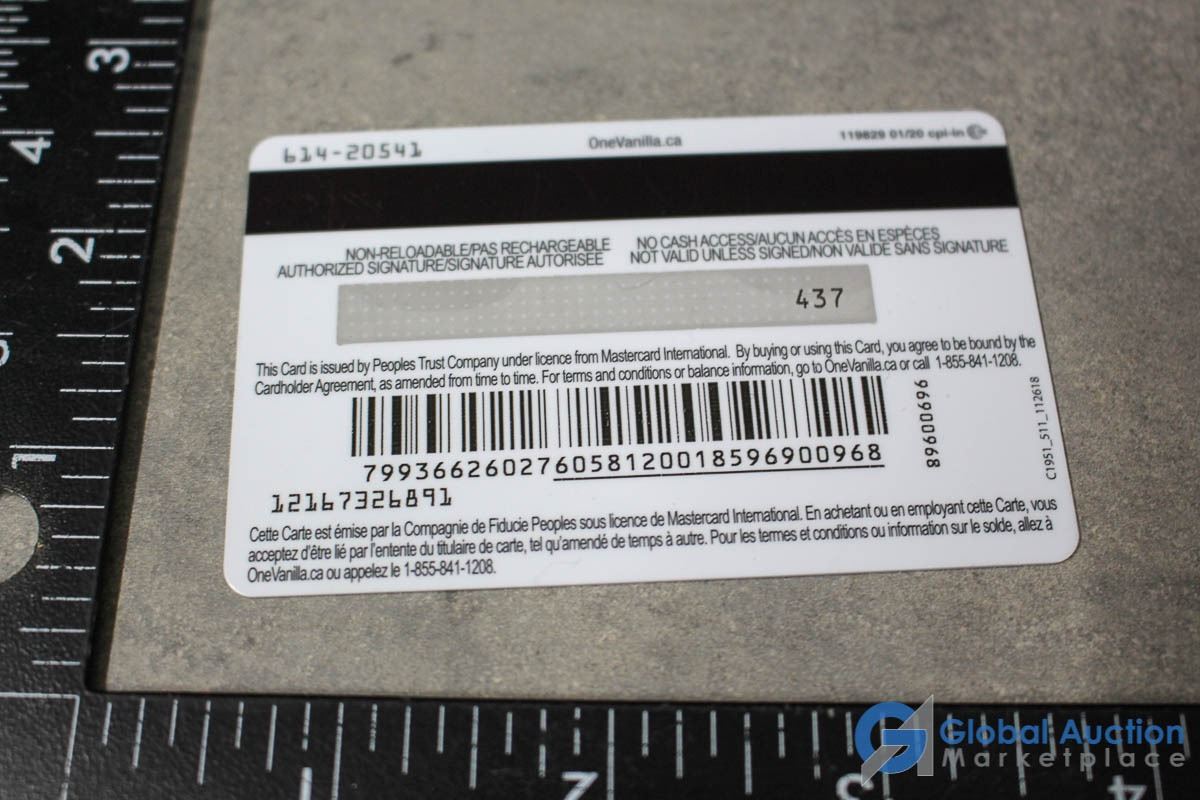 614-20541
OneVanilla.ca
119829 01/20 cpi-in
NON-RELOADABLE/PAS RECHARGEABLE
AUTHORIZED SIGNATURE/SIGNATURE AUTORISÉE
NO CASH ACCESS/AUCUN ACCÈS EN ESPÈCES
NOT VALID UNLESS SIGNED/NON VALIDE SANS SIGNATURE
437
This Card is issued by Peoples Trust Company under licence from Mastercard International. By buying or using this Card, you agree to be bound by the
Cardholder Agreement, as amended from time to time. For terms and conditions or balance information, go to OneVanilla.ca or call 1-855-841-1208.
799366260276058120018596900968
12167326891
Cette Carte est émise par la Compagnie de Fiducie Peoples sous licence de Mastercard International. En achetant ou en employant cette Carte, vous
acceptez d'être lié par l'entente du titulaire de carte, tel qu'amendé de temps à autre. Pour les termes et conditions ou information sur le solde, allez à
OneVanilla.ca ou appelez le 1-855-841-1208.
C1951_511_112618
3
4
2
1
2
3
4
Global Auction
Marketplace